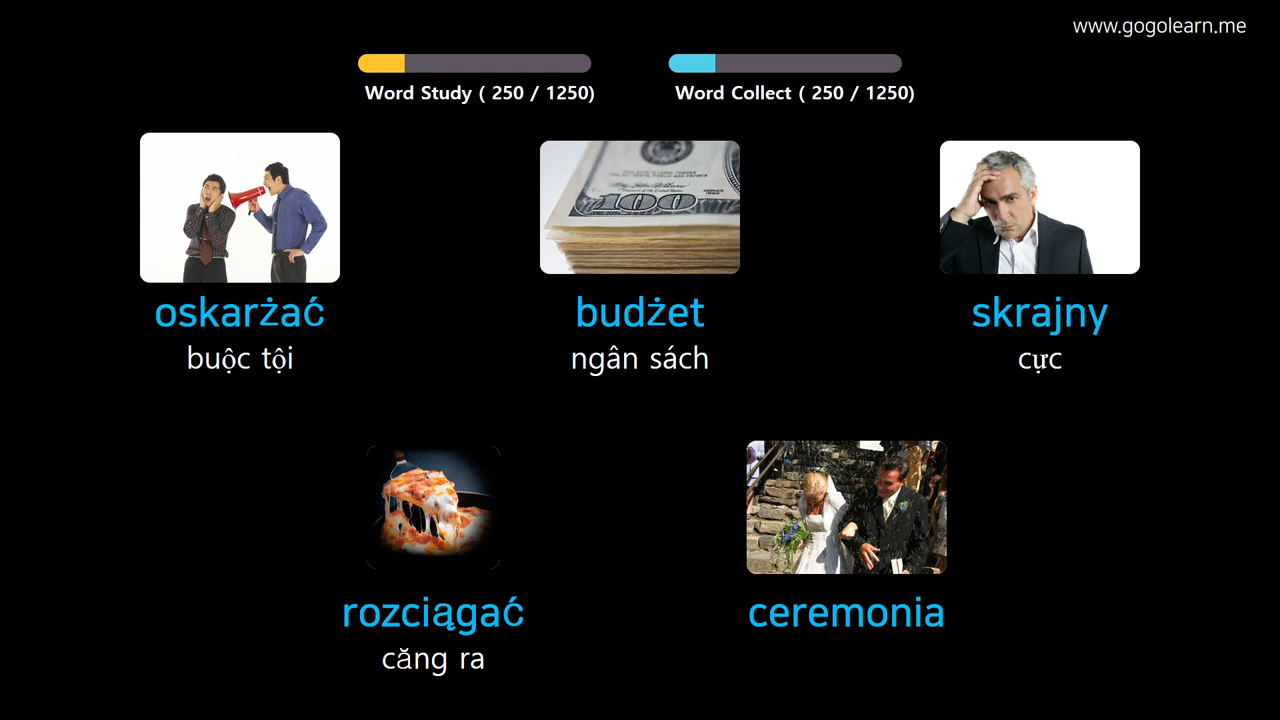 www.gogolearn.me
Word Study ( 250 / 1250)
Word Collect ( 250 / 1250)
100
oskarżać
buộc tội
budżet
ngân sách
skrajny
cực
rozciągać
căng ra
ceremonia